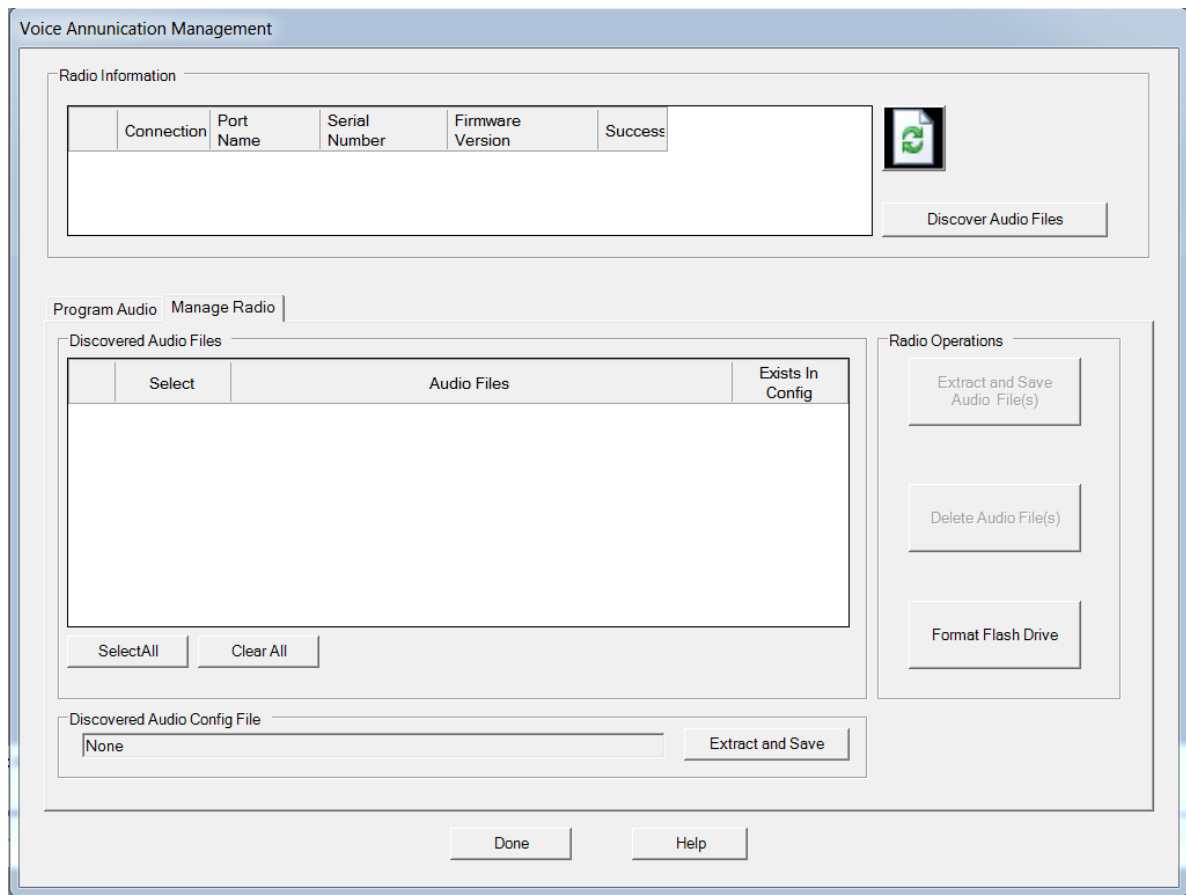 Voice Annunication Management
Radio Information
Connection
Port
Name
Serial
Number
Firmware
Version
Success
Discover Audio Files
Program Audio
Manage Radio
Discovered Audio Files
Select
Audio Files
Exists In
Config
SelectAll
Clear All
Radio Operations
Extract and Save
Audio File(s)
Delete Audio File(s)
Format Flash Drive
Discovered Audio Config File
None
Extract and Save
Done
Help